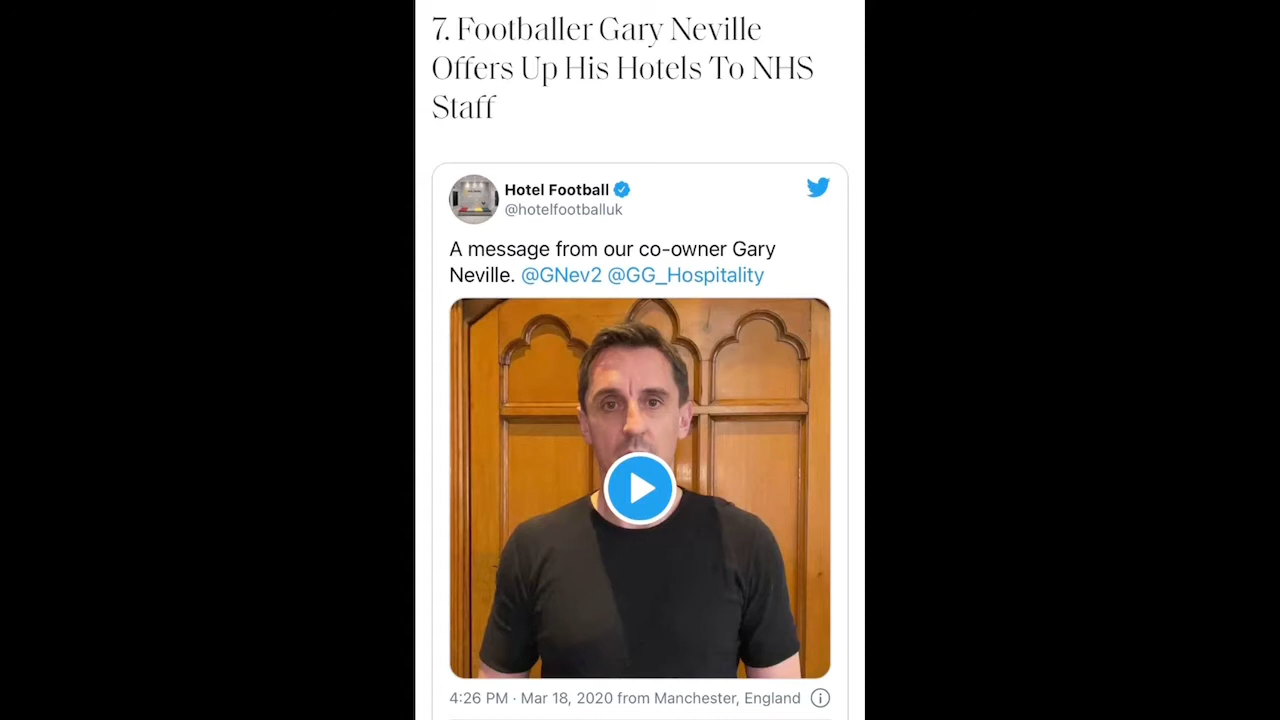 7. Footballer Gary Neville
Offers Up His Hotels To NHS
Staff
Hotel Football
@hotelfootballuk
A message from our co-owner Gary
Neville. @GNev2 @GG_Hospitality
4:26 PM · Mar 18, 2020 from Manchester, England